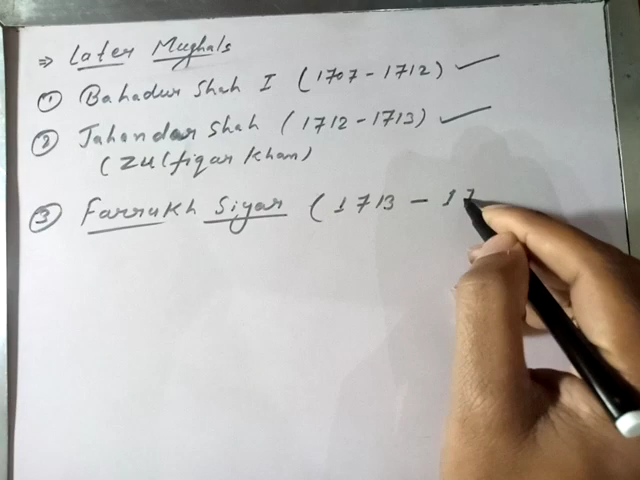 ⇒ Later Mughals
① Bahadur Shah I (1707 - 1712) ✓
② Jahandar Shah (1712 - 1713) ✓
(Zulfiqar Khan)
③ Farrukh Siyar (1713 - 17